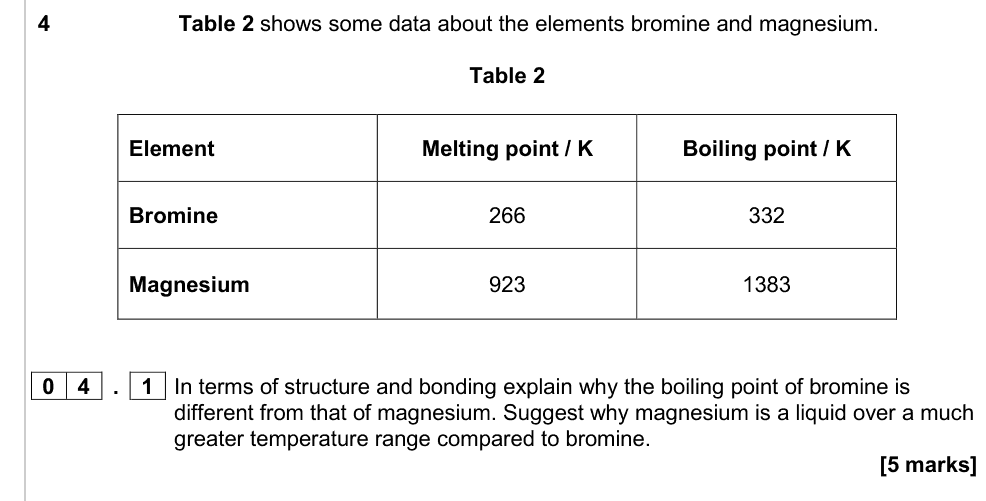 4 Table 2 shows some data about the elements bromine and magnesium.
Table 2
Element Melting point / K Boiling point / K
Bromine 266 332
Magnesium 923 1383
0 4 . 1 In terms of structure and bonding explain why the boiling point of bromine is
different from that of magnesium. Suggest why magnesium is a liquid over a much
greater temperature range compared to bromine.
[5 marks]